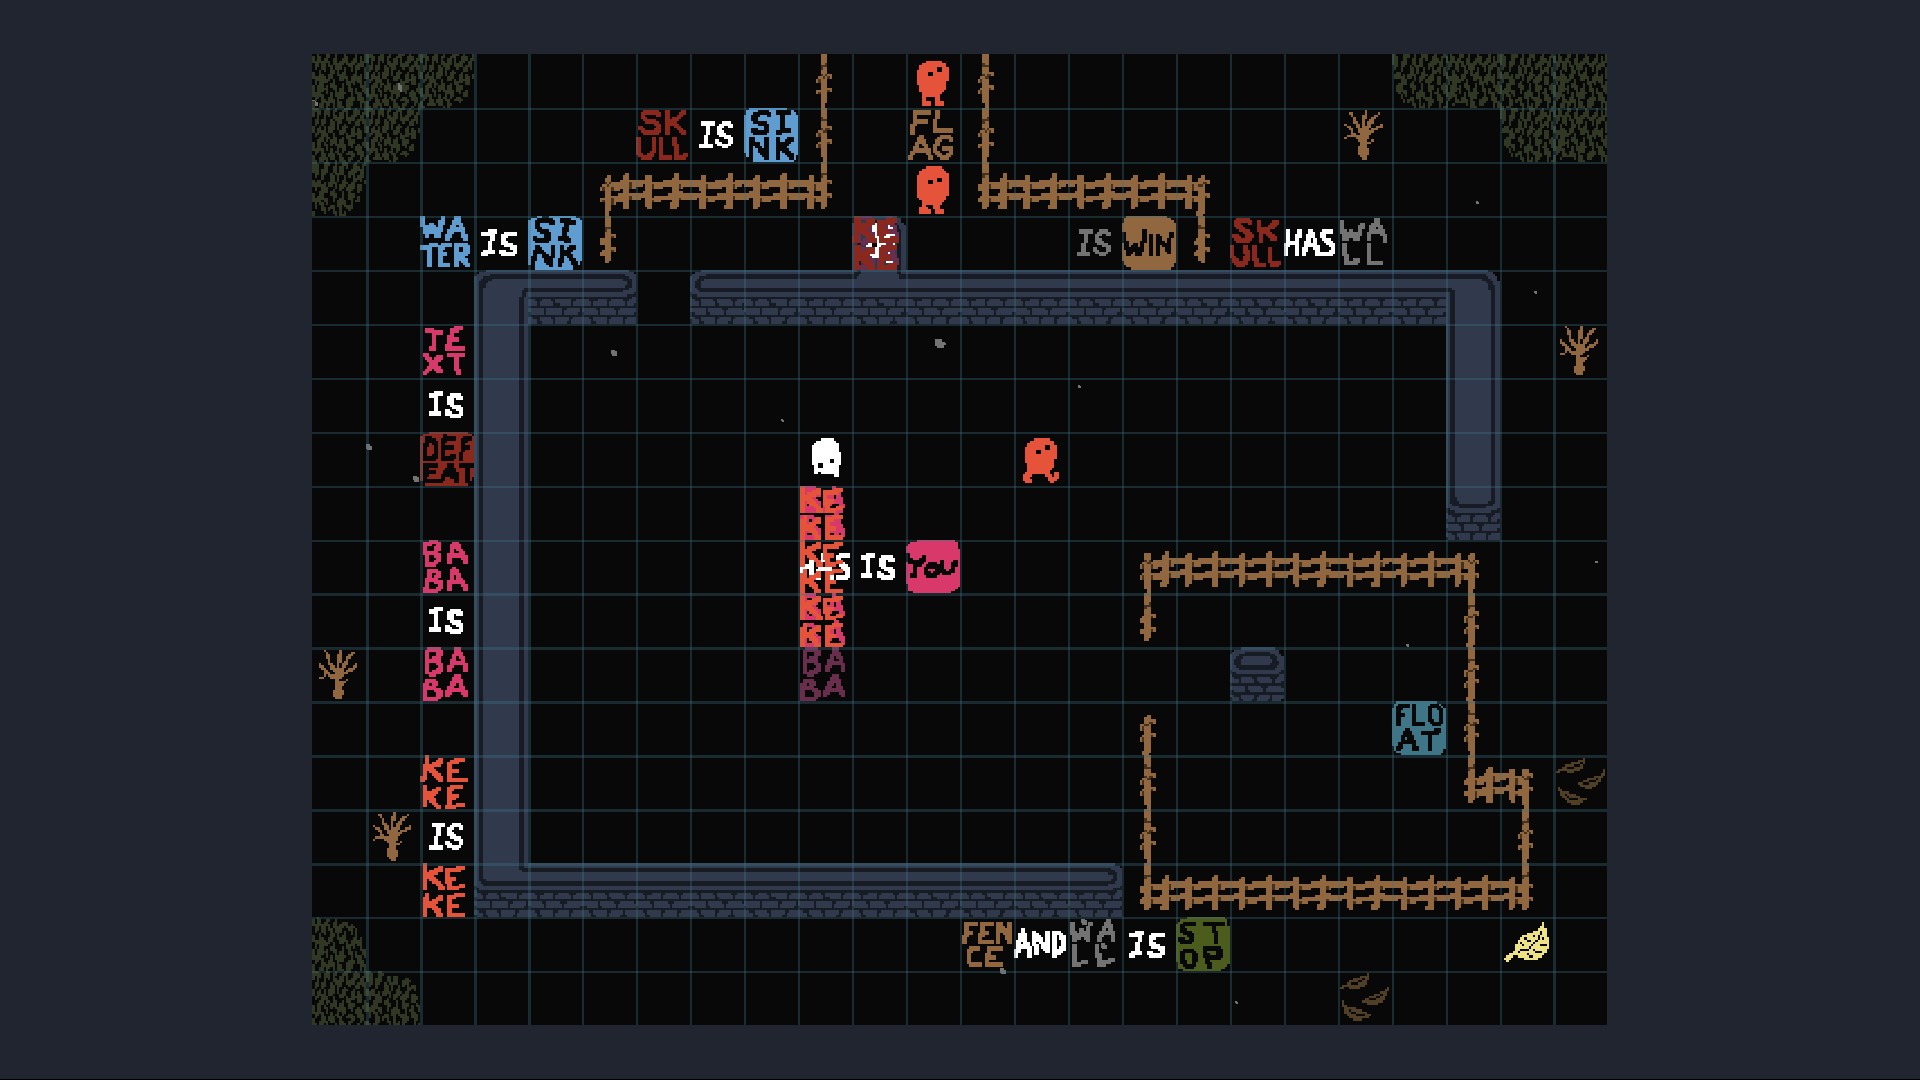 SKULL IS SINK
FLAG
WATER IS SINK
IS WIN
SKULL HAS WALL
TEXT
IS
DEFEAT
BABA
IS
BABA
IS YOU
BABA
FLOAT
KEKE
IS
KEKE
FENCE AND WALL IS STOP